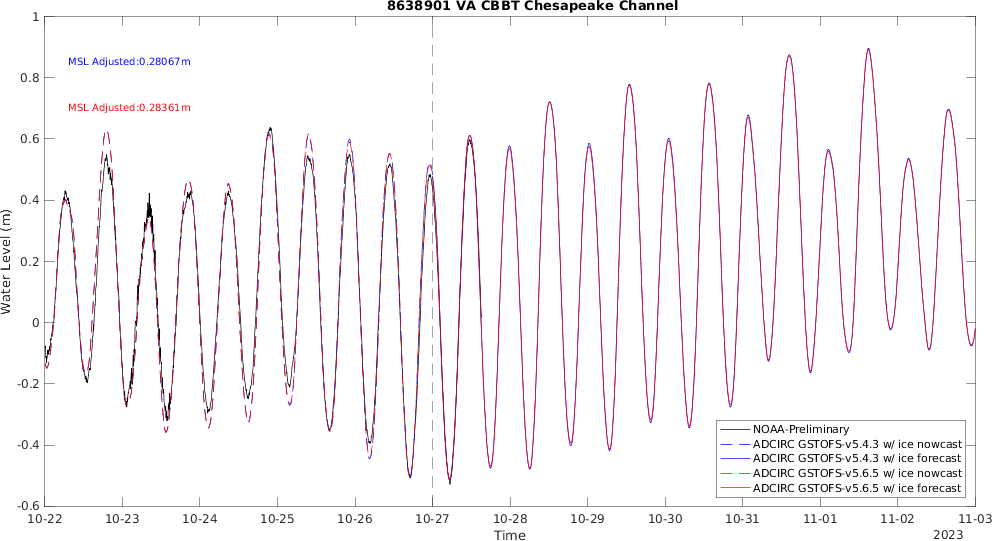 8638901 VA CBBT Chesapeake Channel
1
0.8
0.6
0.4
0.2
0
-0.2
-0.4
-0.6
Water Level (m)
MSL Adjusted:0.28067m
MSL Adjusted:0.28361m
NOAA-Preliminary
ADCIRC GSTOFS-v5.4.3 w/ ice nowcast
ADCIRC GSTOFS-v5.4.3 w/ ice forecast
ADCIRC GSTOFS-v5.6.5 w/ ice nowcast
ADCIRC GSTOFS-v5.6.5 w/ ice forecast
10-22 10-23 10-24 10-25 10-26 10-27 10-28 10-29 10-30 10-31 11-01 11-02 11-03
Time
2023